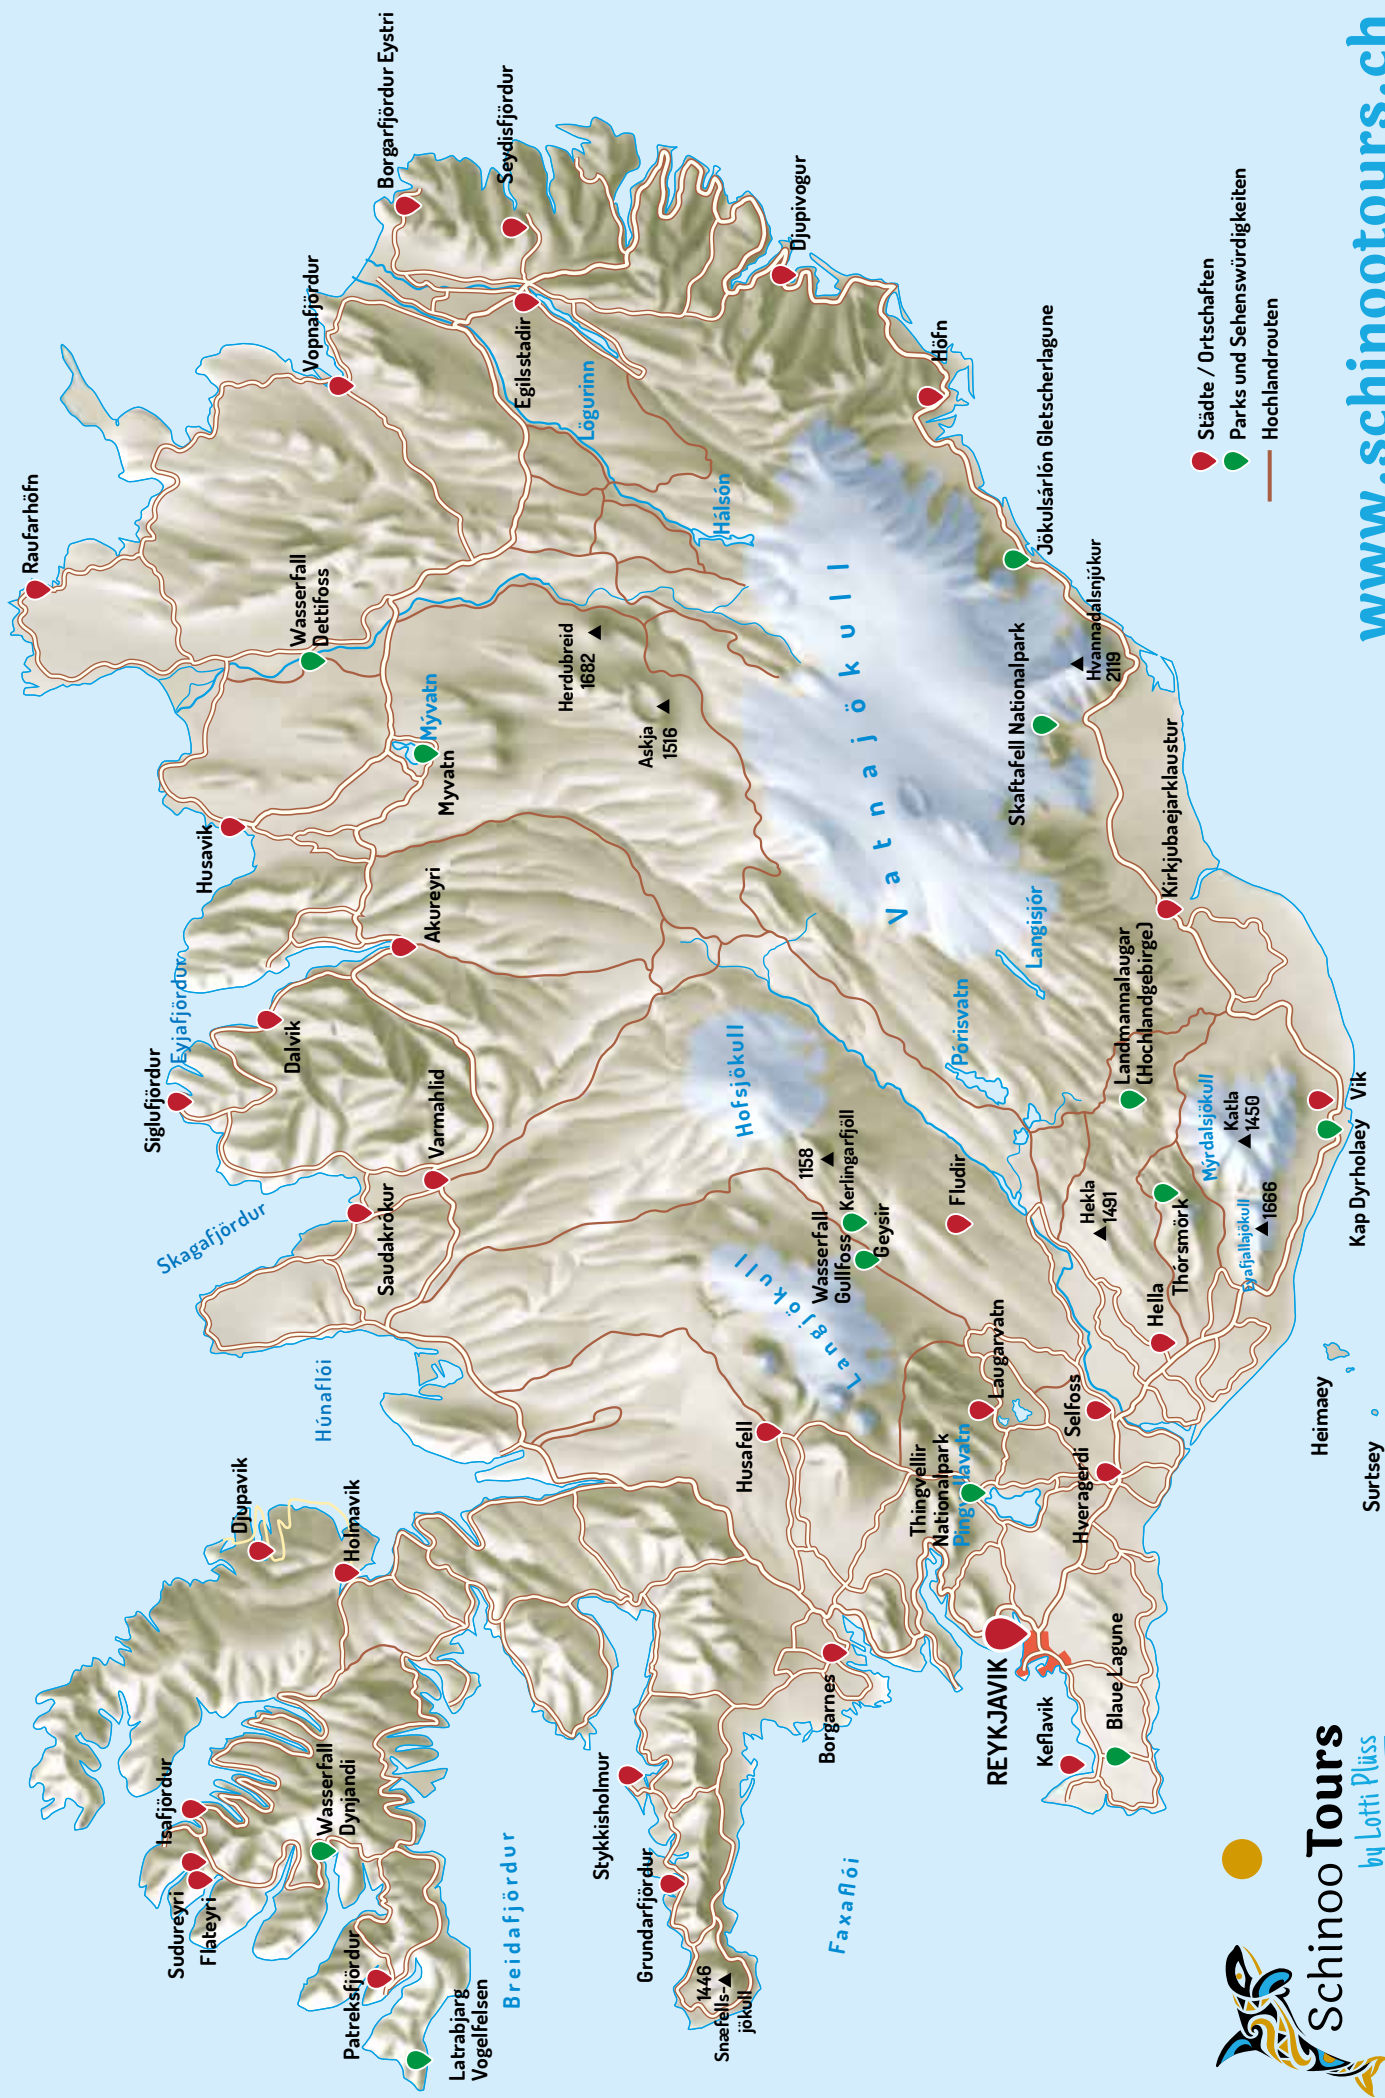 Raufarhöfn
Borgarfjördur Eystri
Seydisfjördur
Vopnafjördur
Egilsstadir
Lögurinn
Djupivogur
Höfn
Hálsón
Wasserfall
Dettifoss
Herdubreid
1682
Askja
1516
Mývatn
Myvatn
Husavik
Akureyri
Eyjafjördur
Dalvik
Siglufjördur
Varmahlid
Saudakrókur
Skagafjördur
Húnaflói
Djupavik
Holmavik
Isafjördur
Sudureyri
Flateyri
Wasserfall
Dynjandi
Patreksfjördur
Latrabjarg
Vogelfelsen
Breidafjördur
Stykkisholmur
Grundarfjördur
1446
Snæfells-
jökull
Faxaflói
Borgarnes
Husafell
Langjökull
Hofsjökull
1158
Kerlingarfjöll
Wasserfall
Gullfoss
Geysir
Fludir
Vatnajökull
Jökulsárlón Gletscherlagune
Hvannadalsnjúkur
2119
Skaftafell Nationalpark
Kirkjubaejarklaustur
Langisjór
Pórisvatn
Landmannalaugar
(Hochlandgebirge)
Mýrdalsjökull
Katla
1450
Vik
Kap Dyrholaey
Eyafjallajökull
1666
Hekla
1491
Thórsmörk
Hella
Laugarvatn
Selfoss
Hveragerdi
Thingvellir
Nationalpark
Pingvallavatn
REYKJAVIK
Keflavik
Blaue Lagune
Heimaey
Surtsey
Städte / Ortschaften
Parks und Sehenswürdigkeiten
Hochlandrouten
www.schinootours.ch
SchinooTours
by Lotti Plüss